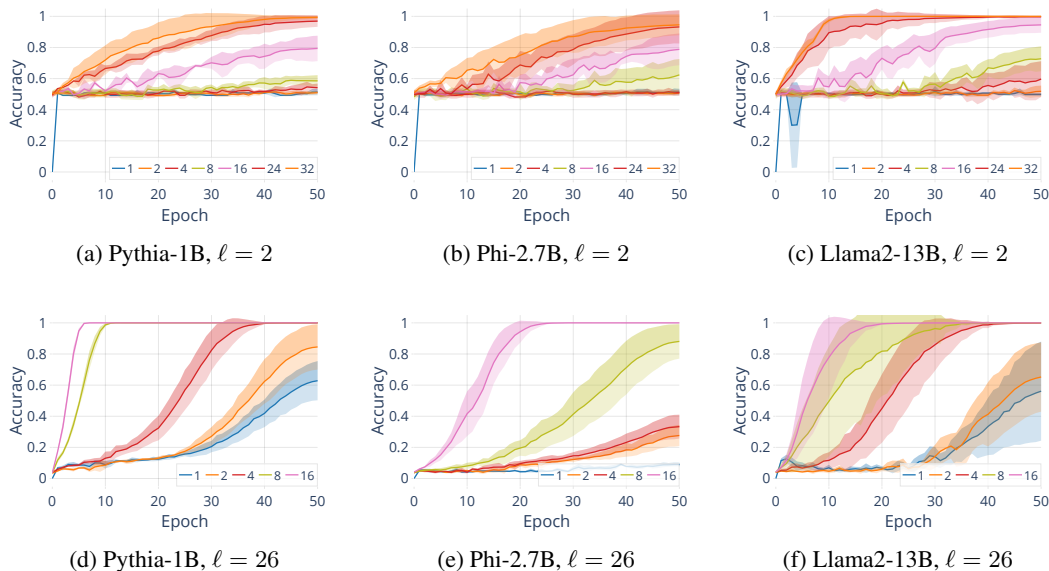 1
0.8
0.6
0.4
0.2
0
Accuracy
0 10 20 30 40 50
Epoch
1 2 4 8 16 24 32
(a) Pythia-1B, ℓ = 2
1
0.8
0.6
0.4
0.2
0
Accuracy
0 10 20 30 40 50
Epoch
1 2 4 8 16 24 32
(b) Phi-2.7B, ℓ = 2
1
0.8
0.6
0.4
0.2
0
Accuracy
0 10 20 30 40 50
Epoch
1 2 4 8 16 24 32
(c) Llama2-13B, ℓ = 2
1
0.8
0.6
0.4
0.2
0
Accuracy
0 10 20 30 40 50
Epoch
1 2 4 8 16
(d) Pythia-1B, ℓ = 26
1
0.8
0.6
0.4
0.2
0
Accuracy
0 10 20 30 40 50
Epoch
1 2 4 8 16
(e) Phi-2.7B, ℓ = 26
1
0.8
0.6
0.4
0.2
0
Accuracy
0 10 20 30 40 50
Epoch
1 2 4 8 16
(f) Llama2-13B, ℓ = 26